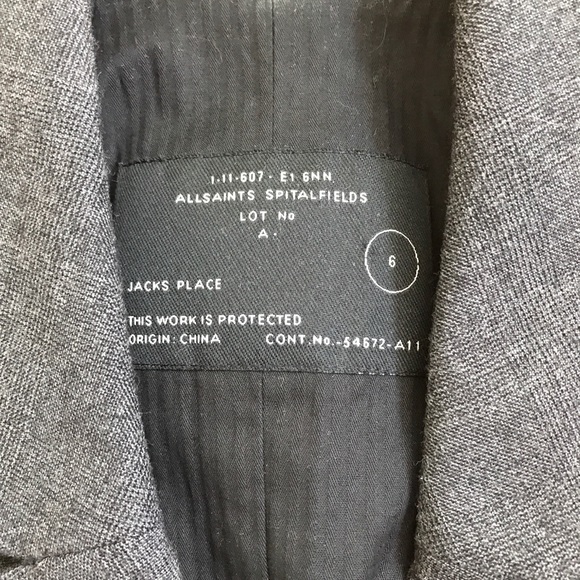 1-11-607- E1 6NN
ALLSAINTS SPITALFIELDS
LOT No
A.
6
JACKS PLACE
THIS WORK IS PROTECTED
ORIGIN: CHINA CONT.No.-54672-A11